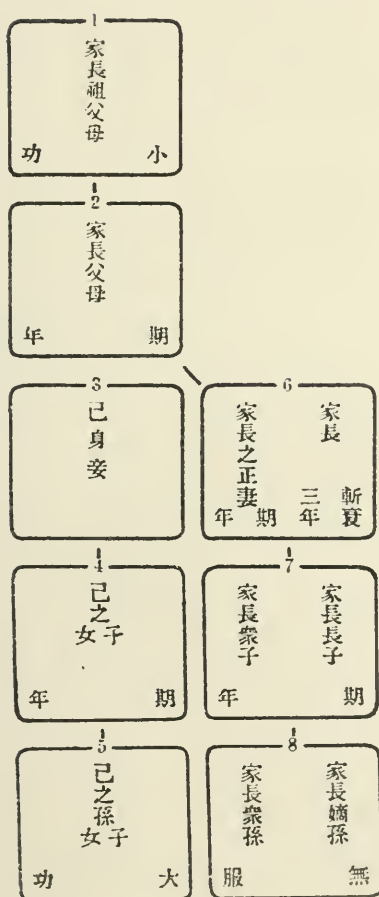 1
家長祖父母
小功
2
家長父母
期年
3
己身妾
4
己之子女
期年
5
己之孫子女
大功
6
家長
斬衰
三年
家長之正妻
期年
7
家長長子
家長衆子
期年
8
家長嫡孫
家長衆孫
無服